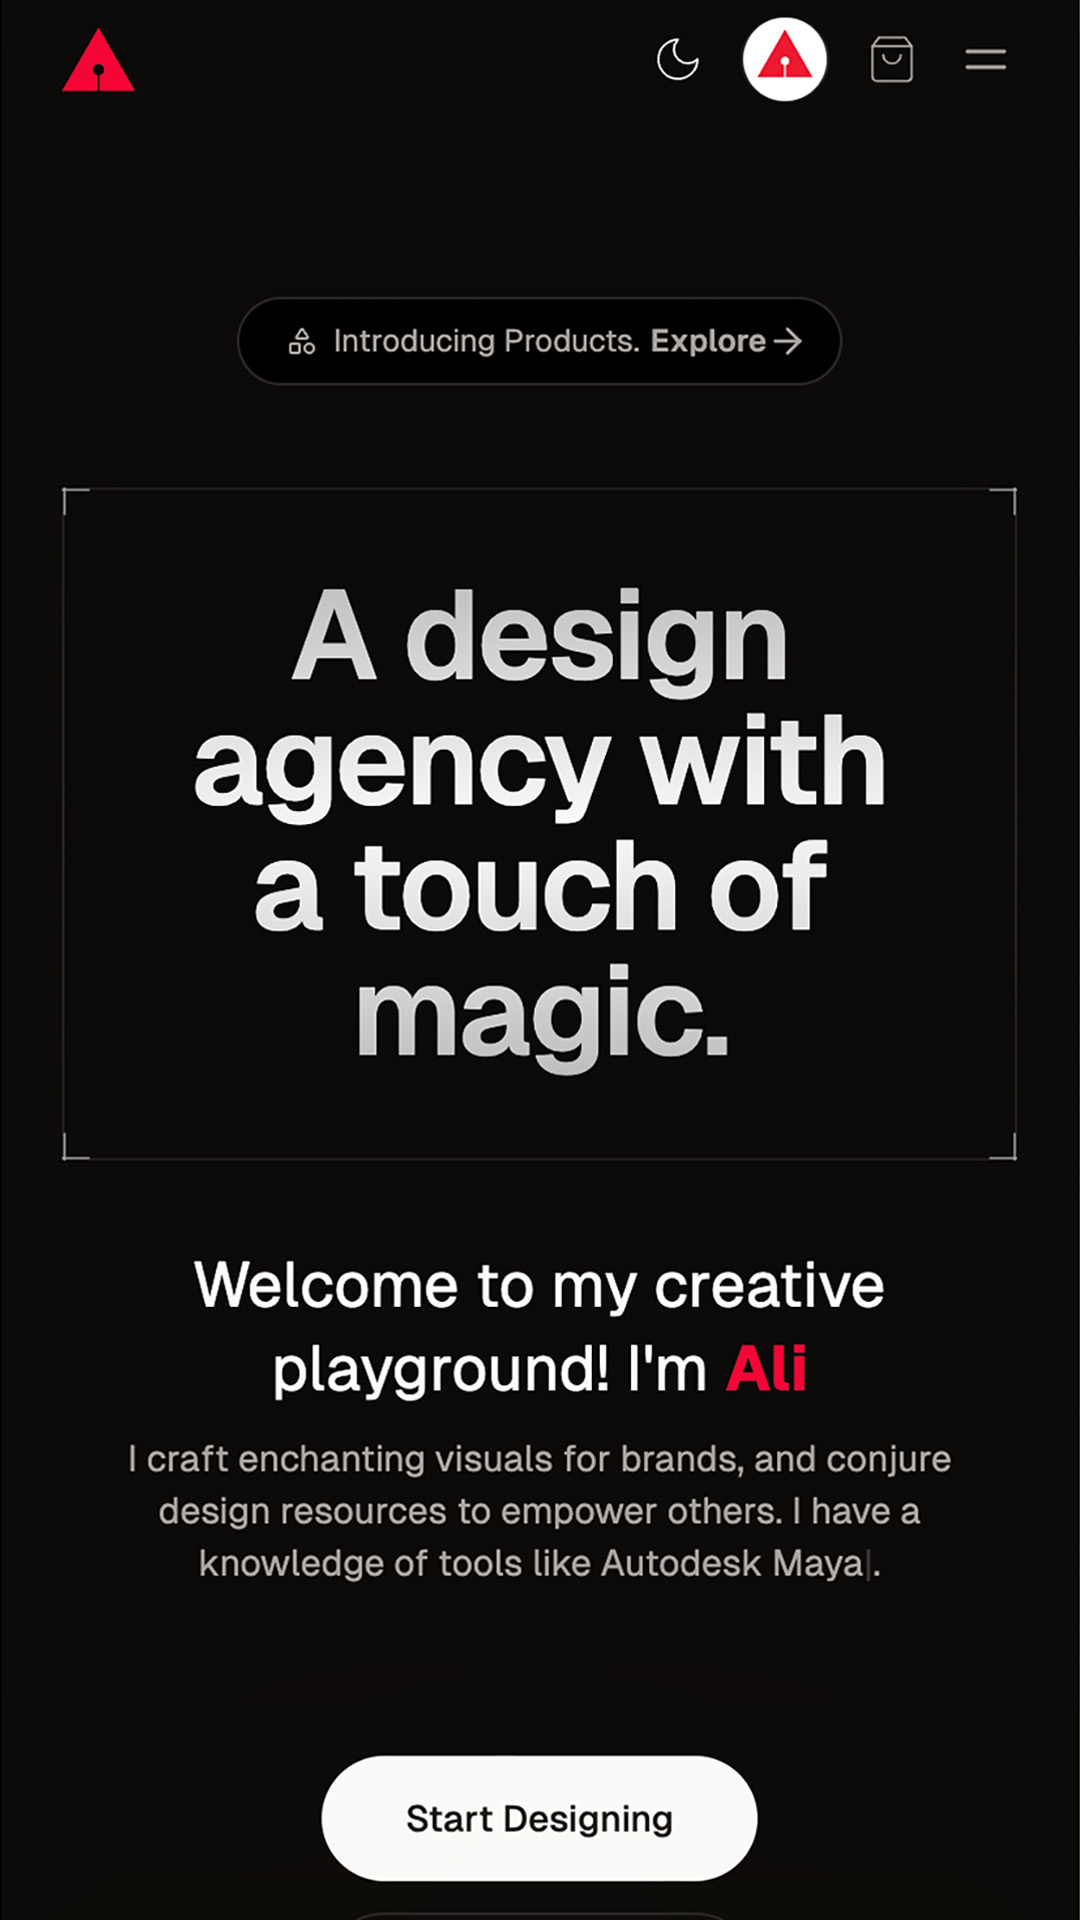 Introducing Products. Explore
A design
agency with
a touch of
magic.
Welcome to my creative
playground! I'm Ali
I craft enchanting visuals for brands, and conjure
design resources to empower others. I have a
knowledge of tools like Autodesk Maya|.
Start Designing